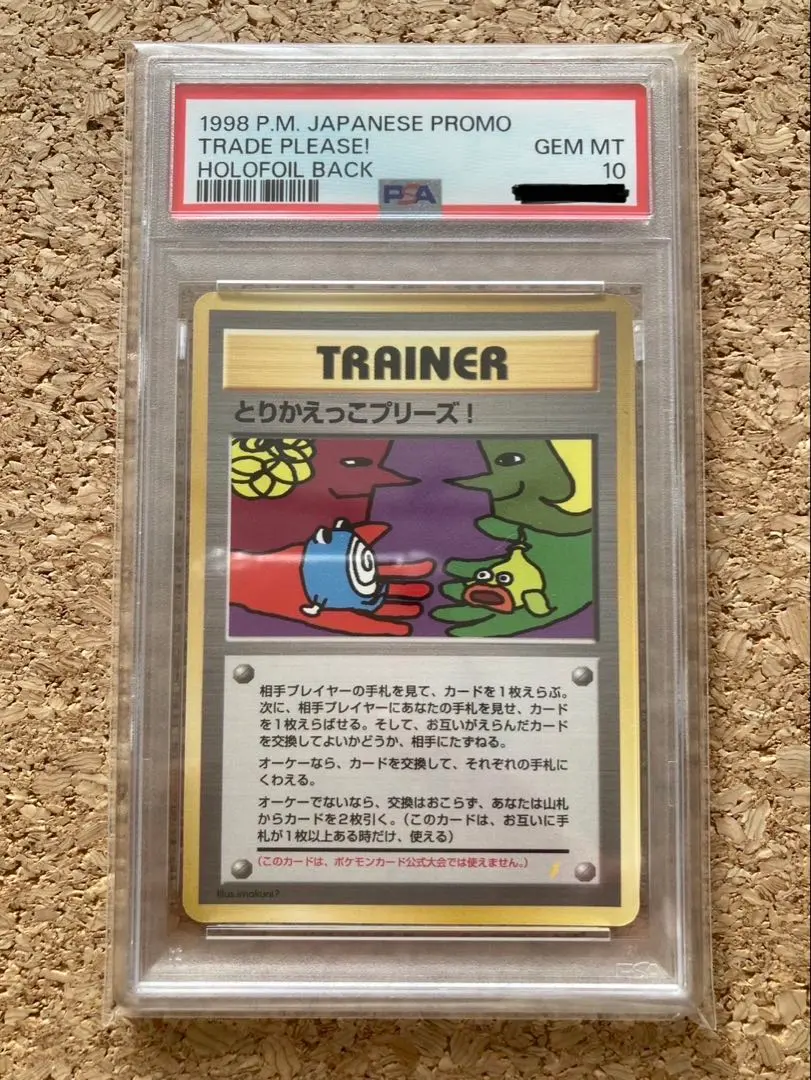 1998 P.M. JAPANESE PROMO
TRADE PLEASE!
GEM MT
HOLOFOIL BACK
10
PSA
TRAINER
とりかえっこプリーズ！
相手プレイヤーの手札を見て、カードを1枚えらぶ。
次に、相手プレイヤーにあなたの手札を見せ、カード
を1枚えらばせる。そして、お互いがえらんだカード
を交換してよいかどうか、相手にたずねる。
オーケーなら、カードを交換して、それぞれの手札に
くわえる。
オーケーでないなら、交換はおこらず、あなたは山札
からカードを2枚引く。（このカードは、お互いに手
札が1枚以上ある時だけ、使える）
（このカードは、ポケモンカード公式大会では使えません。）
Illus.imakuni?
PSA